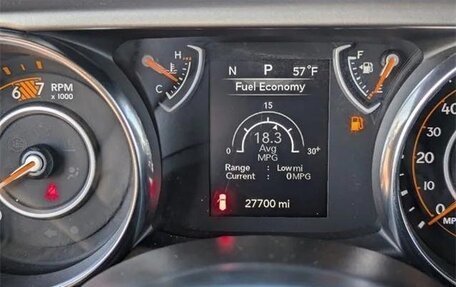 H
C
N P 57°F
F
Fuel Economy
15
18.3
Avg
MPG
0 30+
Range : Low mi
Current : 0 MPG
27700 mi
6 7 RPM
x 1000
40
30
20
10
0